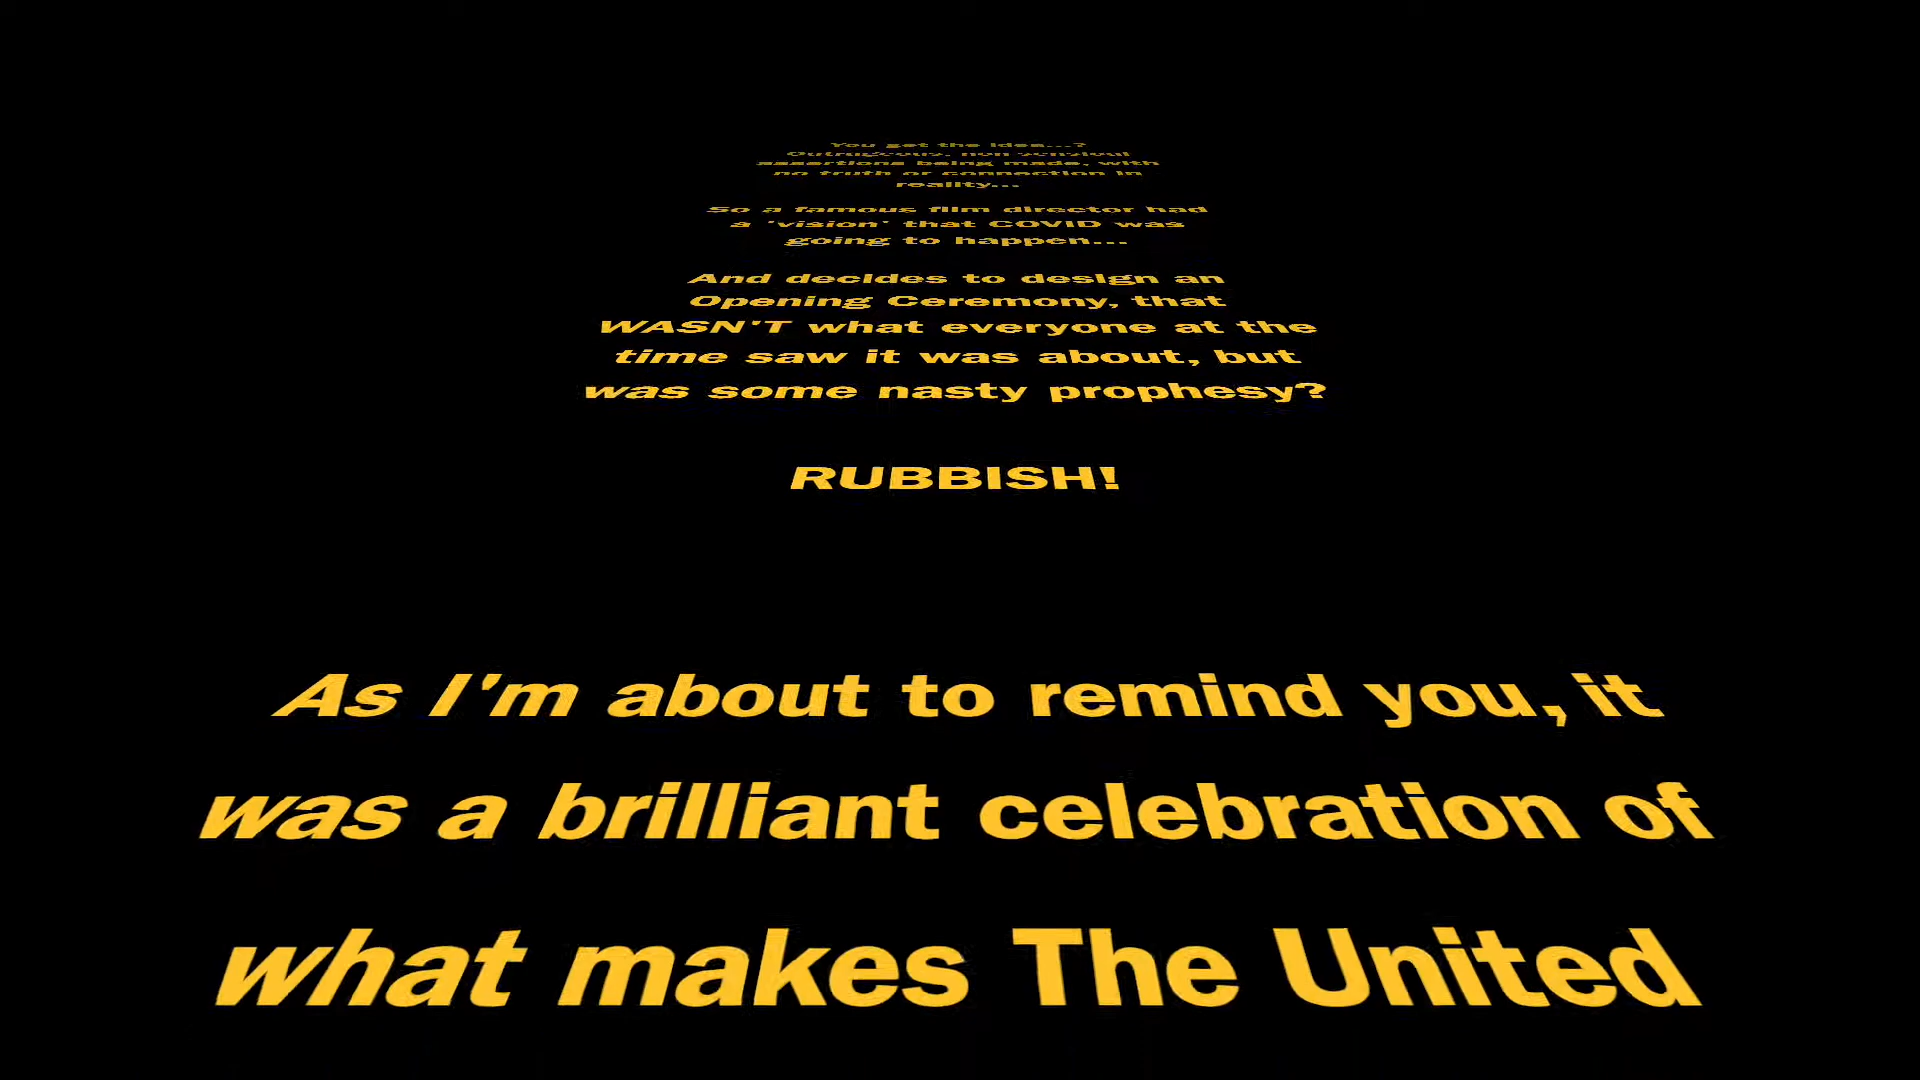 You get the idea...?
Outrageous, non sensical
assertions being made, with
no truth or connection in
reality...
So a famous film director had
a 'vision' that COVID was
going to happen...
And decides to design an
Opening Ceremony, that
WASN'T what everyone at the
time saw it was about, but
was some nasty prophesy?
RUBBISH!
As I'm about to remind you, it
was a brilliant celebration of
what makes The United